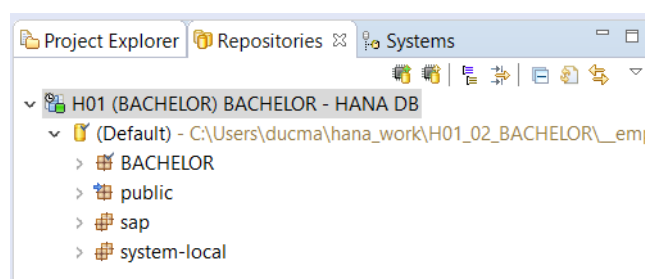 Project Explorer Repositories Systems
H01 (BACHELOR) BACHELOR - HANA DB
(Default) - C:\Users\ducma\hana_work\H01_02_BACHELOR\__em
BACHELOR
public
sap
system-local